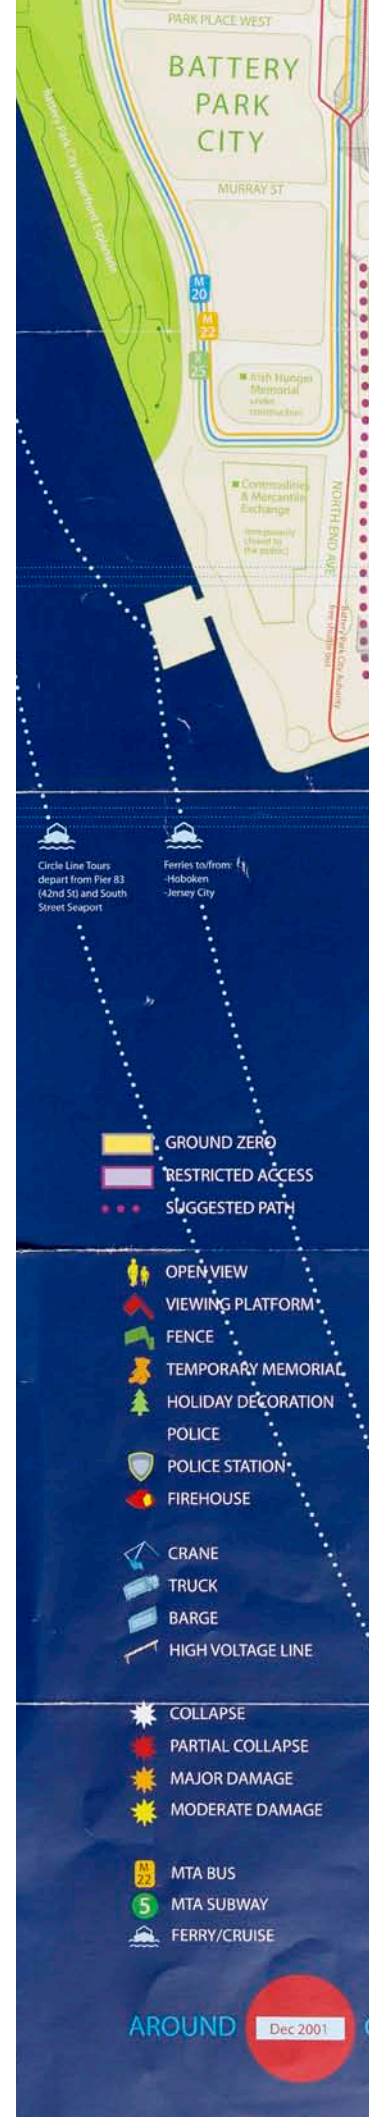 PARK PLACE WEST
BATTERY
PARK
CITY
Battery Park City Waterfront Esplanade
MURRAY ST
M
20
M
22
X
25
Irish Hunger
Memorial
under
construction
Commodities
& Mercantile
Exchange
(temporarily
closed to
the public)
NORTH END AVE
Battery Park City Authority
free shuttle bus
Circle Line Tours
depart from Pier 83
(42nd St) and South
Street Seaport
Ferries to/from:
-Hoboken
-Jersey City
GROUND ZERO
RESTRICTED ACCESS
SUGGESTED PATH
OPEN VIEW
VIEWING PLATFORM
FENCE
TEMPORARY MEMORIAL
HOLIDAY DECORATION
POLICE
POLICE STATION
FIREHOUSE
CRANE
TRUCK
BARGE
HIGH VOLTAGE LINE
COLLAPSE
PARTIAL COLLAPSE
MAJOR DAMAGE
MODERATE DAMAGE
M
22
MTA BUS
5
MTA SUBWAY
FERRY/CRUISE
AROUND
Dec 2001